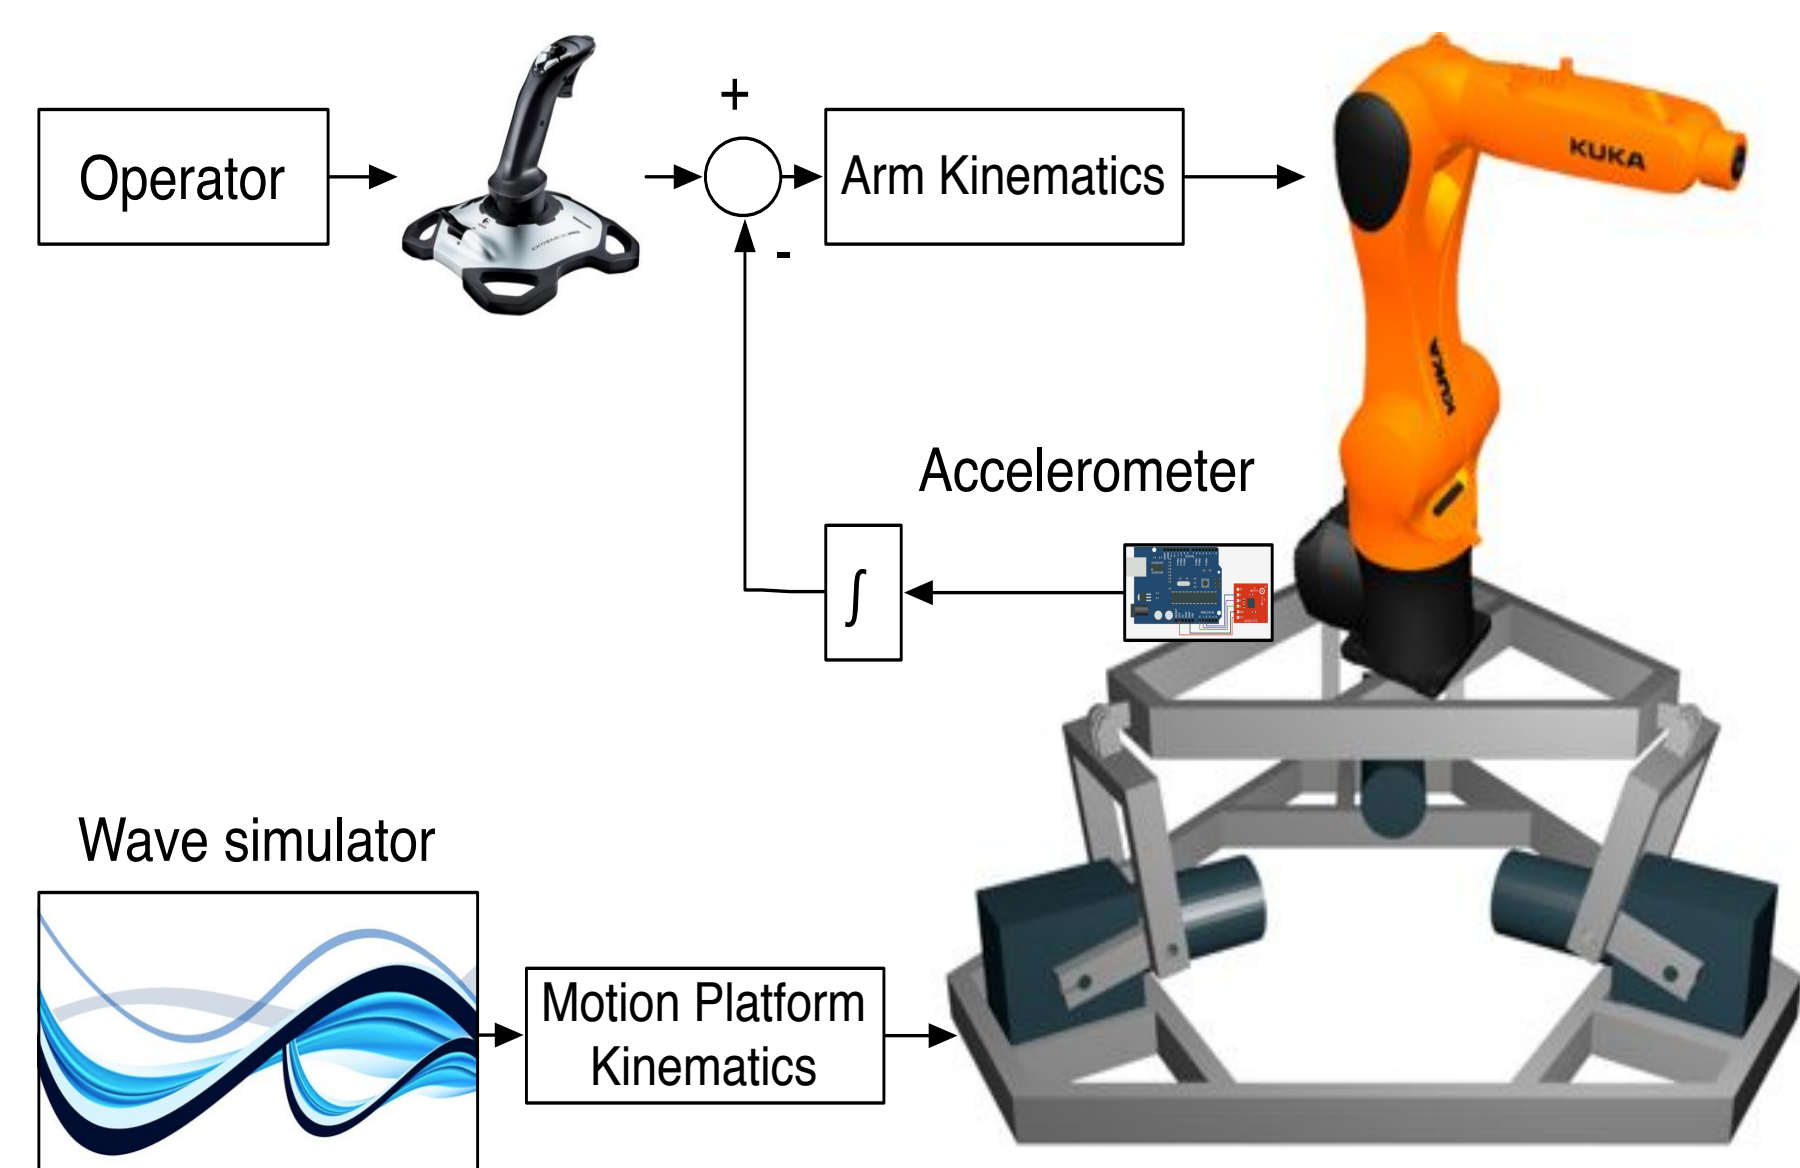 +
Operator
Arm Kinematics
KUKA
-
KUKA
Accelerometer
∫
Wave simulator
Motion Platform
Kinematics